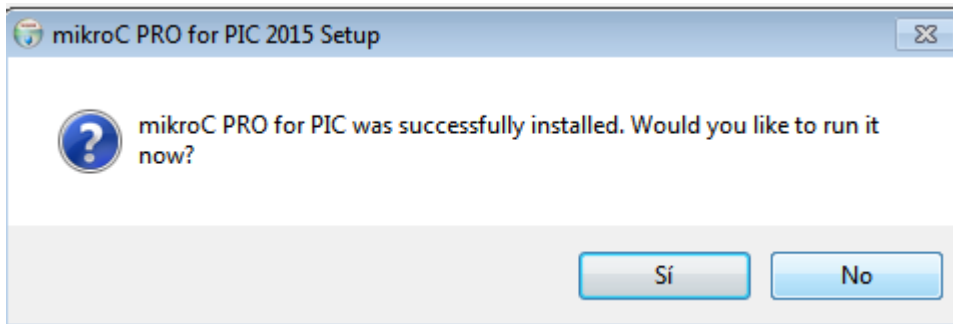 mikroC PRO for PIC 2015 Setup
mikroC PRO for PIC was successfully installed. Would you like to run it
now?
Sí
No